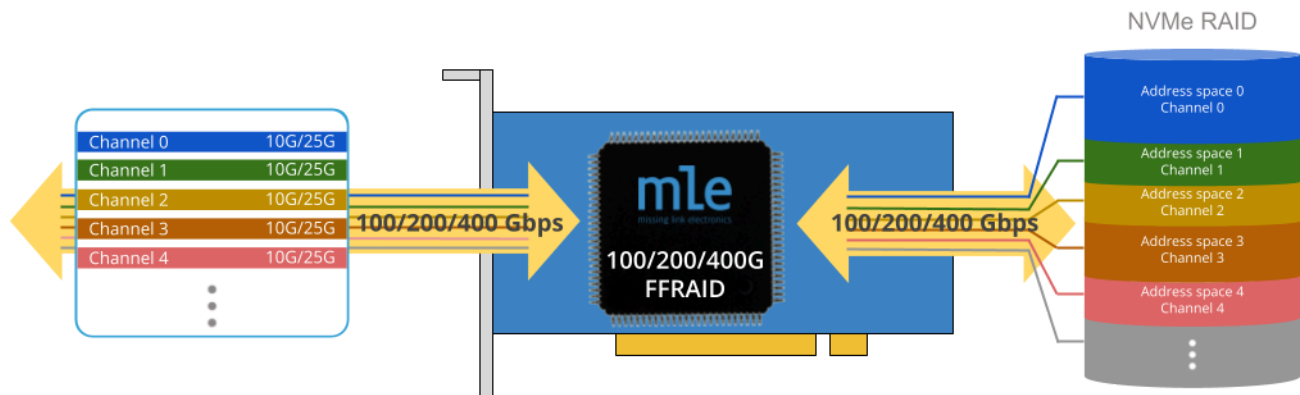 NVMe RAID
Channel 0 10G/25G
Channel 1 10G/25G
Channel 2 10G/25G
Channel 3 10G/25G
Channel 4 10G/25G
100/200/400 Gbps
mle
missing link electronics
100/200/400G
FFRAID
100/200/400 Gbps
Address space 0
Channel 0
Address space 1
Channel 1
Address space 2
Channel 2
Address space 3
Channel 3
Address space 4
Channel 4